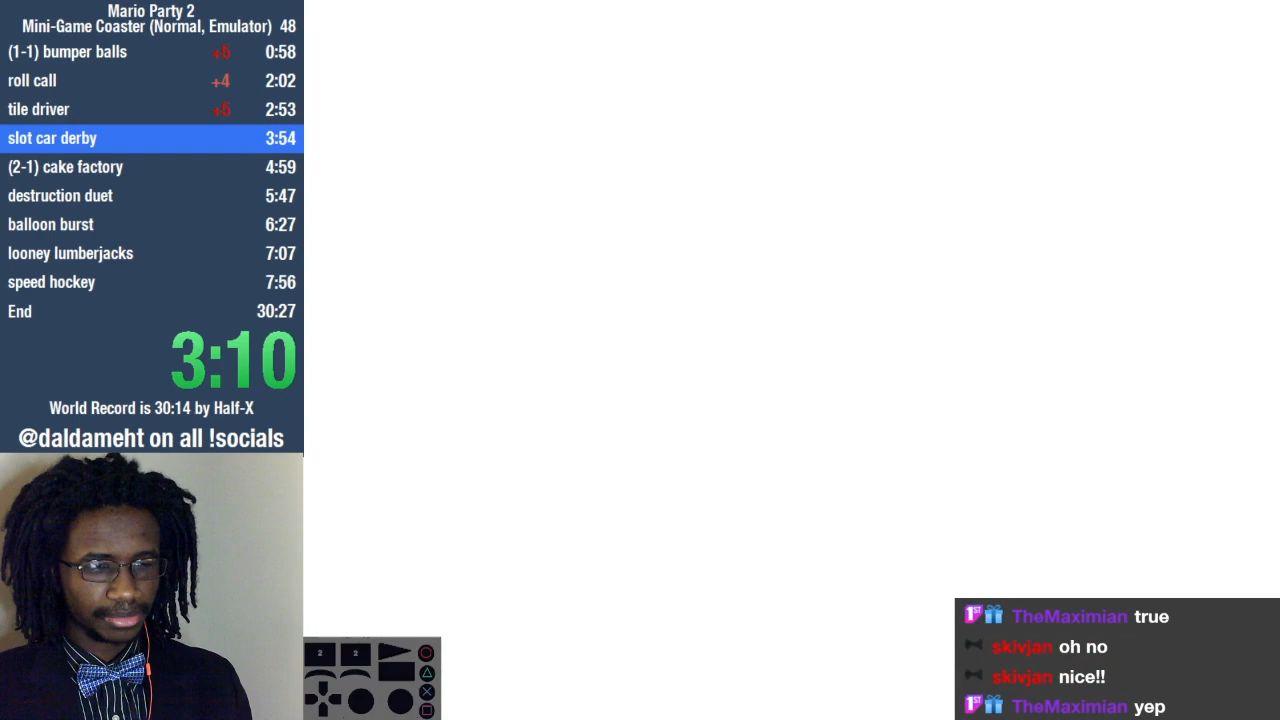 Mario Party 2
Mini-Game Coaster (Normal, Emulator) 48
(1-1) bumper balls +5 0:58
roll call +4 2:02
tile driver +5 2:53
slot car derby 3:54
(2-1) cake factory 4:59
destruction duet 5:47
balloon burst 6:27
looney lumberjacks 7:07
speed hockey 7:56
End 30:27
3:10
World Record is 30:14 by Half-X
@daldameht on all !socials
2 2
1ST TheMaximian true
skivjan oh no
skivjan nice!!
1ST TheMaximian yep